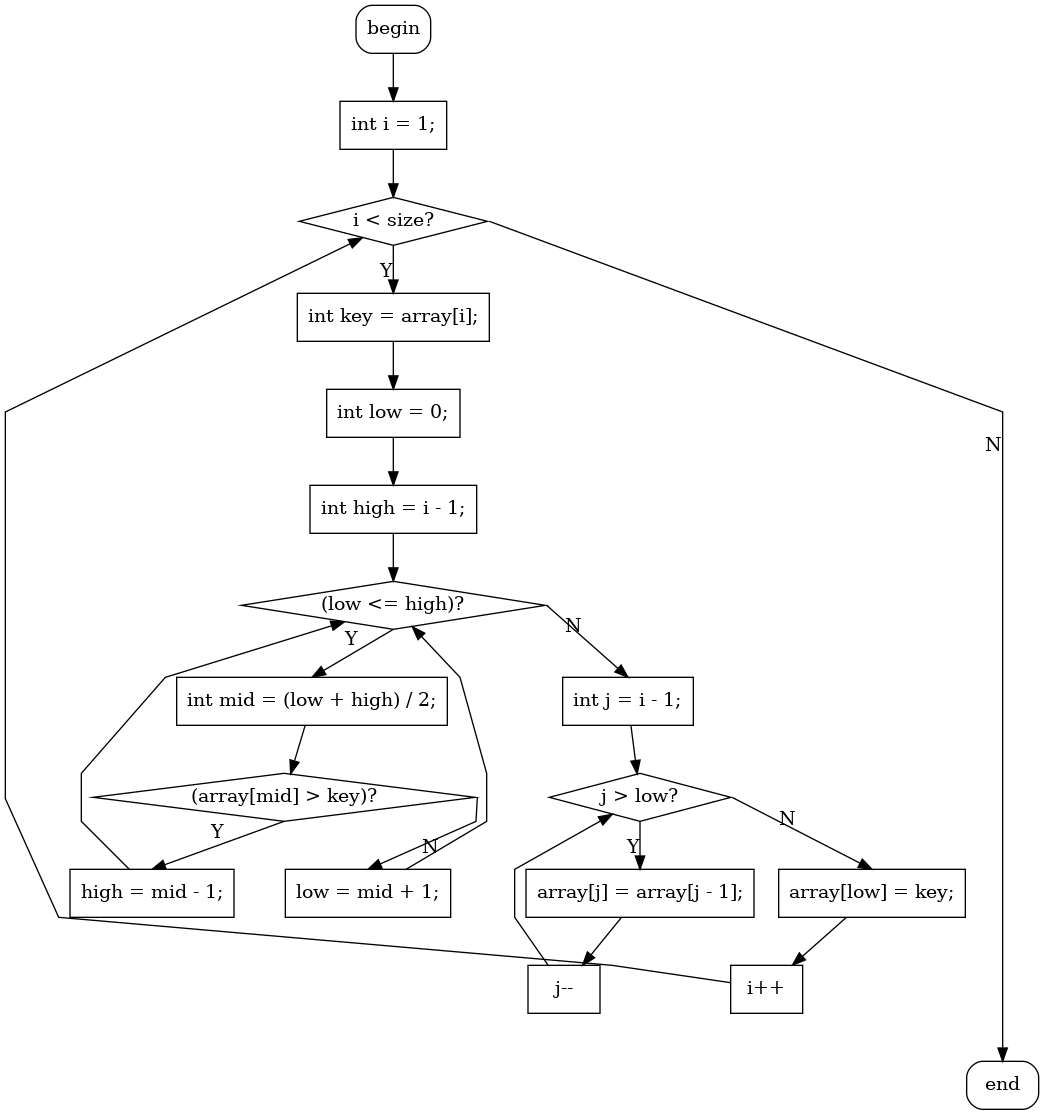 begin
int i = 1;
i < size?
Y
int key = array[i];
int low = 0;
N
int high = i - 1;
(low <= high)?
Y
N
int mid = (low + high) / 2;
int j = i - 1;
(array[mid] > key)?
j > low?
Y
N
Y
N
high = mid - 1;
low = mid + 1;
array[j] = array[j - 1];
array[low] = key;
j--
i++
end